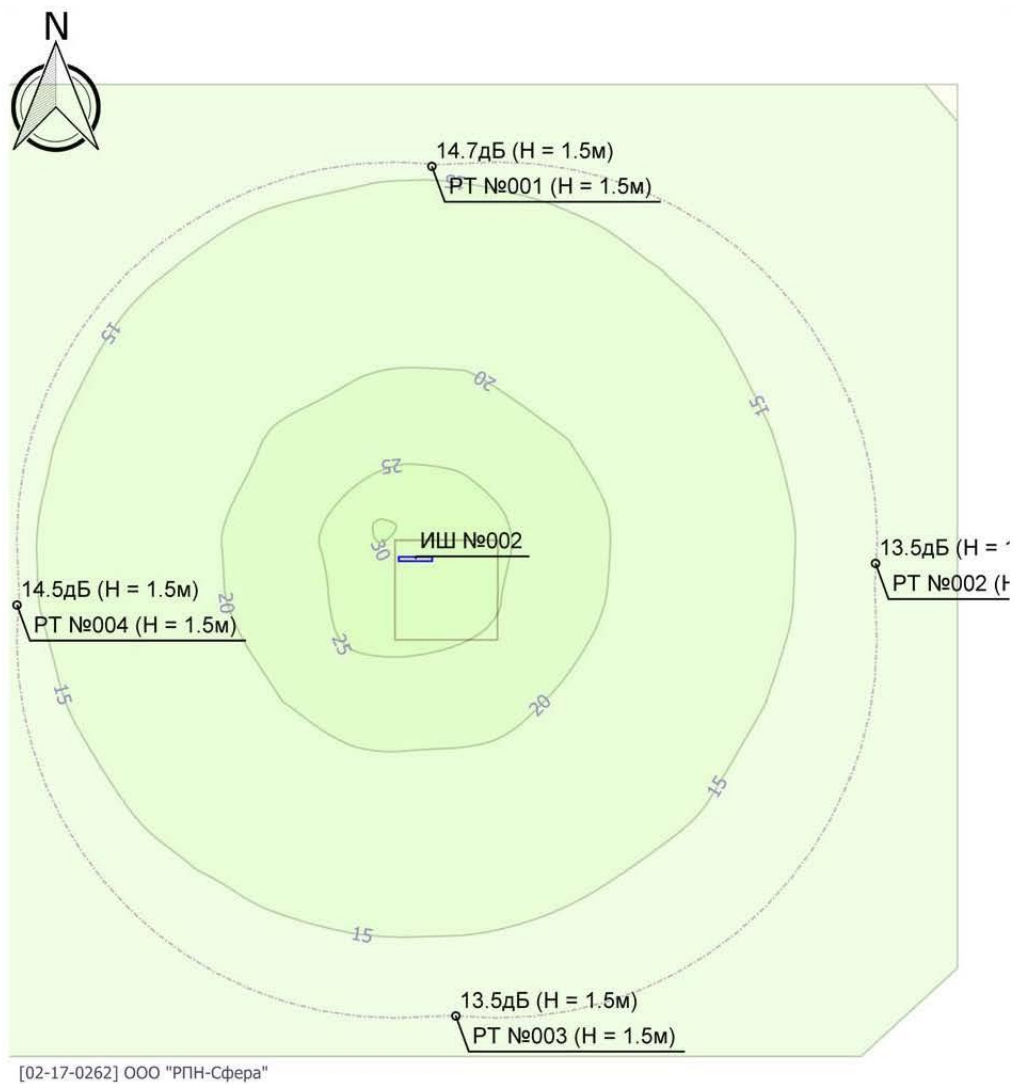 N
14.7дБ (Н = 1.5м)
РТ №001 (Н = 1.5м)
15
15
20
15
25
30
ИШ №002
13.5дБ (Н =
РТ №002 (Н
14.5дБ (Н = 1.5м)
20
РТ №004 (Н = 1.5м)
25
15
20
15
15
13.5дБ (Н = 1.5м)
РТ №003 (Н = 1.5м)
[02-17-0262] ООО "РПН-Сфера"